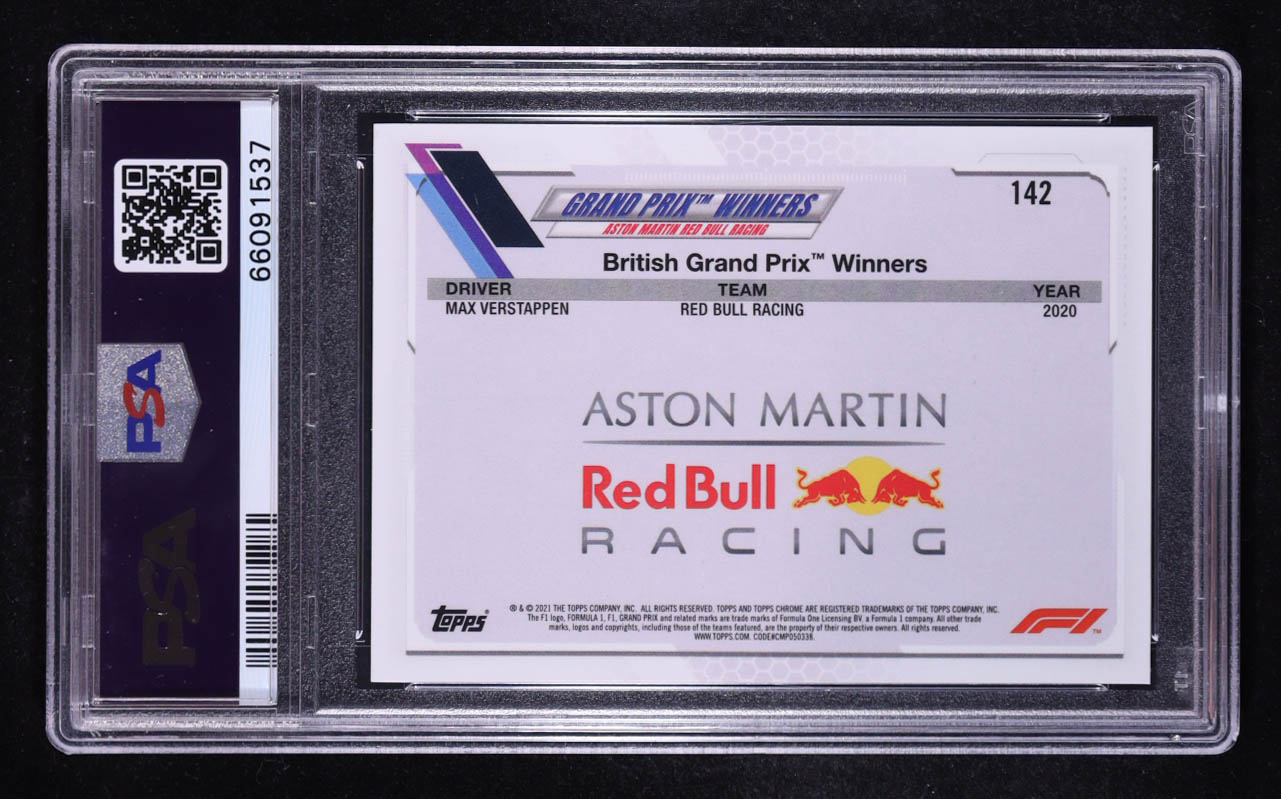 66091537
PSA
PSA
142
GRAND PRIX™ WINNERS
ASTON MARTIN RED BULL RACING
British Grand Prix™ Winners
DRIVER TEAM YEAR
MAX VERSTAPPEN RED BULL RACING 2020
ASTON MARTIN
Red Bull
RACING
Topps®
® & © 2021 THE TOPPS COMPANY, INC. ALL RIGHTS RESERVED. TOPPS AND TOPPS CHROME ARE REGISTERED TRADEMARKS OF THE TOPPS COMPANY, INC.
The F1 logo, FORMULA 1, F1, GRAND PRIX and related marks are trade marks of Formula One Licensing BV, a Formula 1 company. All other trade
marks, logos and copyrights, including those of the teams featured, are the property of their respective owners. All rights reserved.
WWW.TOPPS.COM. CODE#CMP050338.
F1™